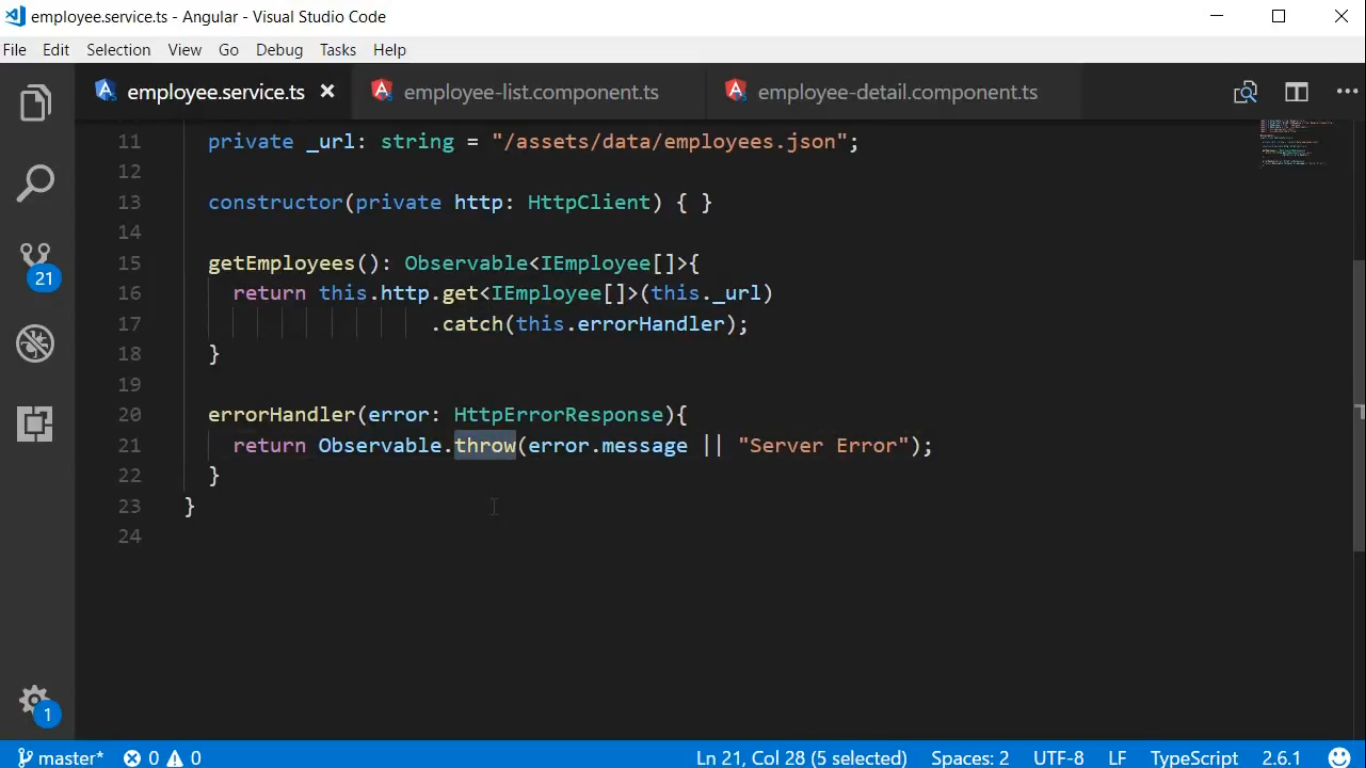 employee.service.ts - Angular - Visual Studio Code
File Edit Selection View Go Debug Tasks Help
employee.service.ts employee-list.component.ts employee-detail.component.ts
11 private _url: string = "/assets/data/employees.json";
12
13 constructor(private http: HttpClient) { }
14
15 getEmployees(): Observable<IEmployee[]>{
16 return this.http.get<IEmployee[]>(this._url)
17 .catch(this.errorHandler);
18 }
19
20 errorHandler(error: HttpErrorResponse){
21 return Observable.throw(error.message || "Server Error");
22 }
23 }
24
21
1
master* 0 0 Ln 21, Col 28 (5 selected) Spaces: 2 UTF-8 LF TypeScript 2.6.1